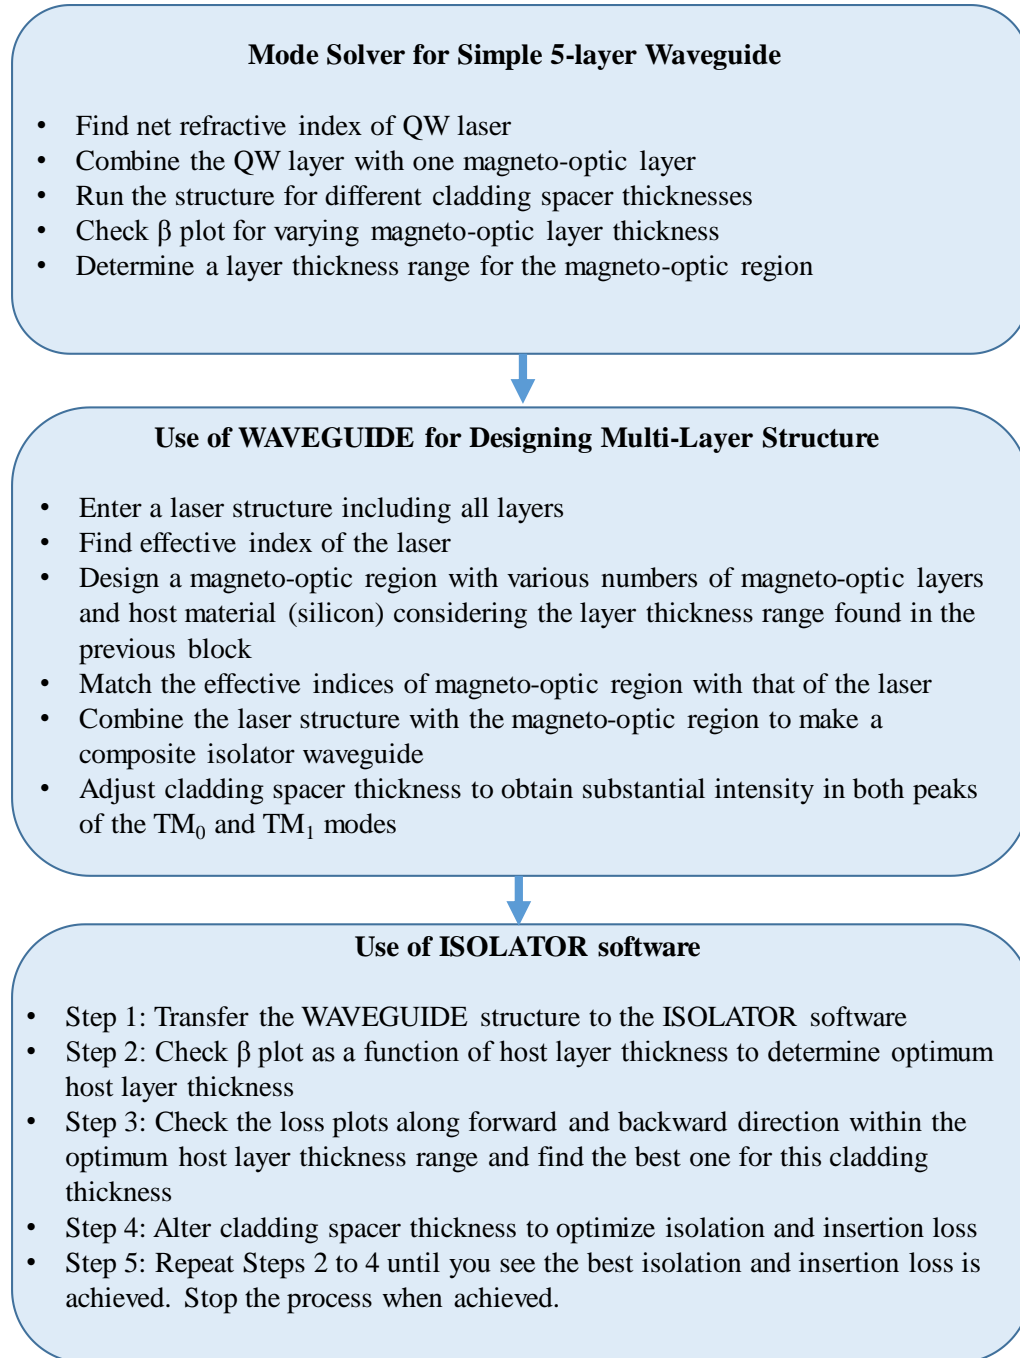 Mode Solver for Simple 5-layer Waveguide
• Find net refractive index of QW laser
• Combine the QW layer with one magneto-optic layer
• Run the structure for different cladding spacer thicknesses
• Check β plot for varying magneto-optic layer thickness
• Determine a layer thickness range for the magneto-optic region
Use of WAVEGUIDE for Designing Multi-Layer Structure
• Enter a laser structure including all layers
• Find effective index of the laser
• Design a magneto-optic region with various numbers of magneto-optic layers
and host material (silicon) considering the layer thickness range found in the
previous block
• Match the effective indices of magneto-optic region with that of the laser
• Combine the laser structure with the magneto-optic region to make a
composite isolator waveguide
• Adjust cladding spacer thickness to obtain substantial intensity in both peaks
of the TM₀ and TM₁ modes
Use of ISOLATOR software
• Step 1: Transfer the WAVEGUIDE structure to the ISOLATOR software
• Step 2: Check β plot as a function of host layer thickness to determine optimum
host layer thickness
• Step 3: Check the loss plots along forward and backward direction within the
optimum host layer thickness range and find the best one for this cladding
thickness
• Step 4: Alter cladding spacer thickness to optimize isolation and insertion loss
• Step 5: Repeat Steps 2 to 4 until you see the best isolation and insertion loss is
achieved. Stop the process when achieved.